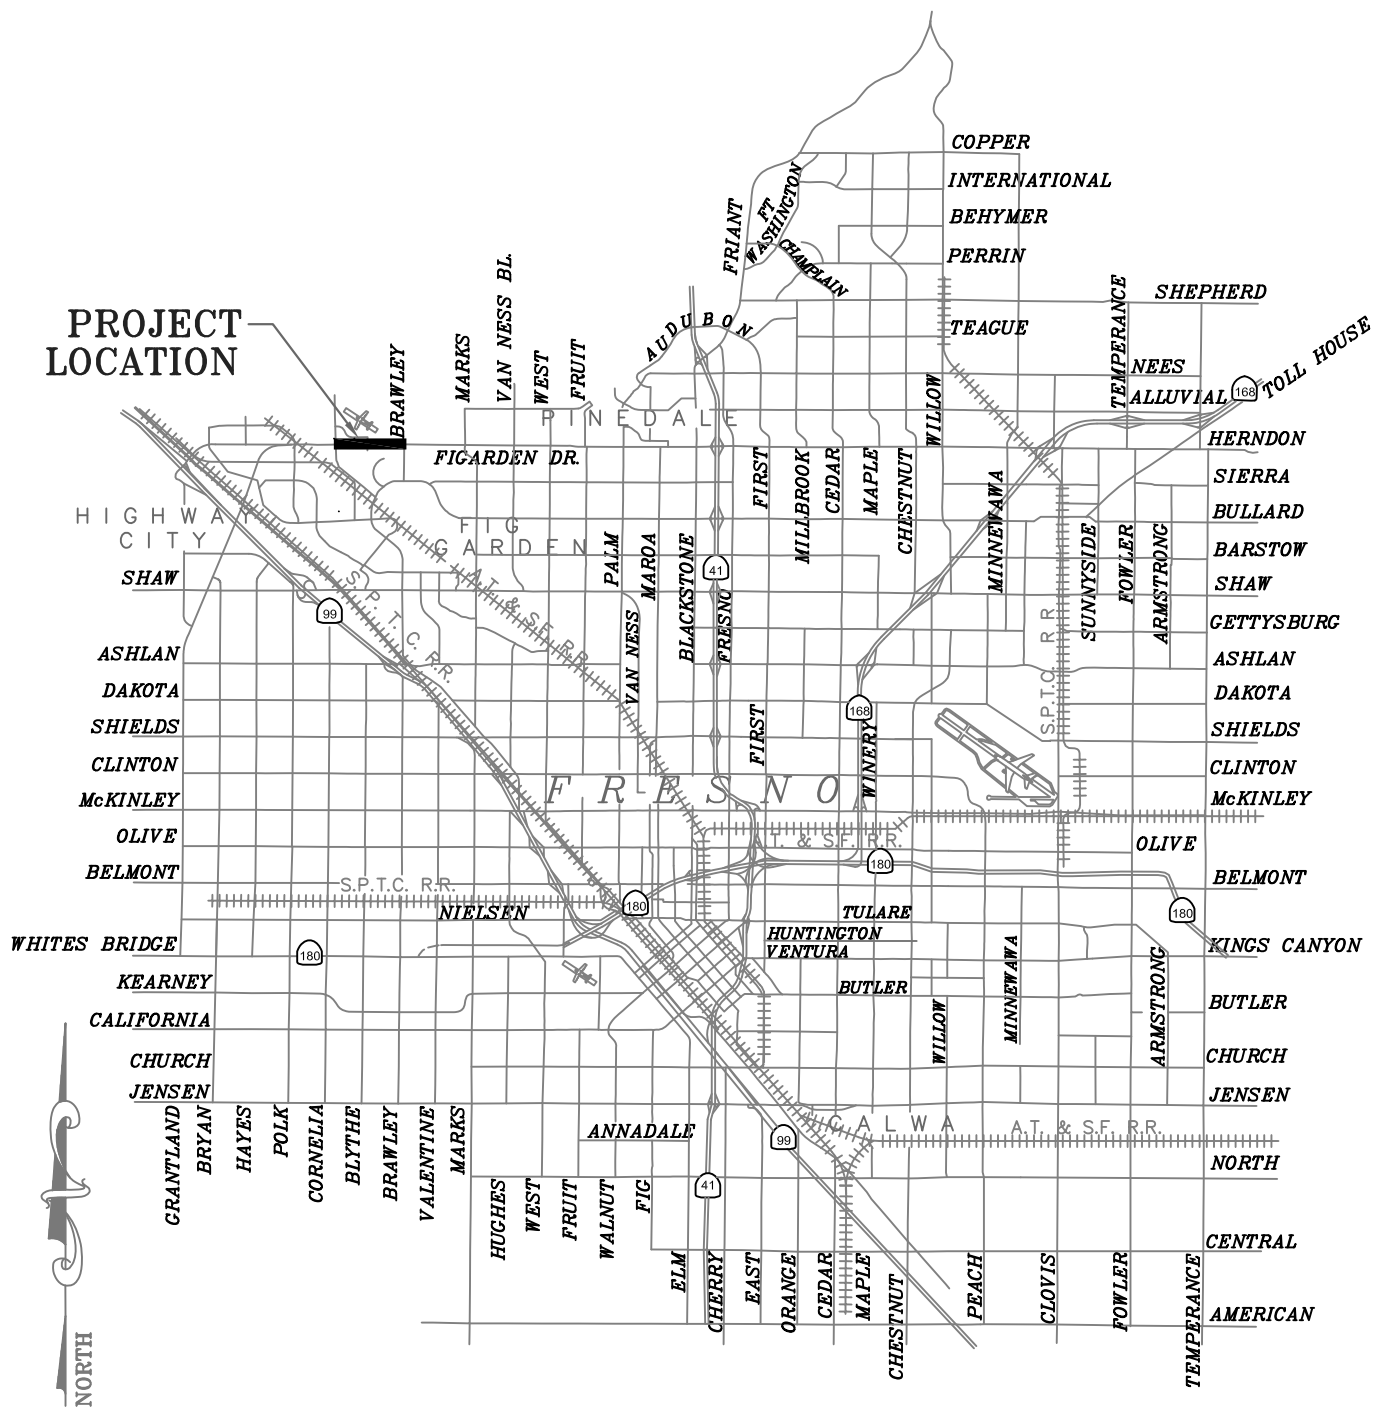 COPPER
INTERNATIONAL
BEHYMER
PERRIN
FRIANT
FT
WASHINGTON
CHAMPLAIN
SHEPHERD
TEAGUE
AUDUBON
TEMPERANCE
NEES
ALLUVIAL
168
TOLL HOUSE
PROJECT
LOCATION
BRAWLEY
MARKS
VAN NESS BL.
WEST
FRUIT
PINEDALE
WILLOW
HERNDON
FIGARDEN DR.
FIRST
MILLBROOK
CEDAR
MAPLE
CHESTNUT
MINNEWAWA
SIERRA
BULLARD
HIGHWAY
CITY
FIG
GARDEN
PALM
MAROA
BLACKSTONE
41
FRESNO
SUNNYSIDE
FOWLER
ARMSTRONG
BARSTOW
SHAW
SHAW
99
S.P.T.C. R.R.
A.T. & S.F. R.R.
VAN NESS
GETTYSBURG
ASHLAN
ASHLAN
S.P.T.C. R R
DAKOTA
DAKOTA
168
SHIELDS
FIRST
WINERY
SHIELDS
CLINTON
CLINTON
FRESNO
McKINLEY
McKINLEY
OLIVE
A.T. & S.F. R.R.
OLIVE
BELMONT
S.P.T.C. R.R.
180
BELMONT
NIELSEN
180
TULARE
180
HUNTINGTON
WHITES BRIDGE
180
VENTURA
MINNEWAWA
ARMSTRONG
KINGS CANYON
KEARNEY
BUTLER
BUTLER
CALIFORNIA
WILLOW
CHURCH
CHURCH
JENSEN
JENSEN
GRANTLAND
BRYAN
HAYES
POLK
CORNELIA
BLYTHE
BRAWLEY
VALENTINE
MARKS
ANNADALE
99
CALWA
A.T. & S.F. R.R.
NORTH
41
HUGHES
WEST
FRUIT
WALNUT
FIG
CENTRAL
ELM
CHERRY
EAST
ORANGE
CEDAR
MAPLE
CHESTNUT
PEACH
CLOVIS
FOWLER
TEMPERANCE
AMERICAN
NORTH